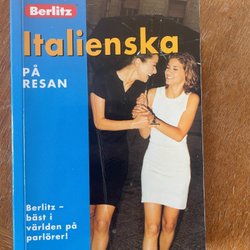 Berlitz
Italienska
PÅ
RESAN
Berlitz –
bäst i
världen på
parlörer!